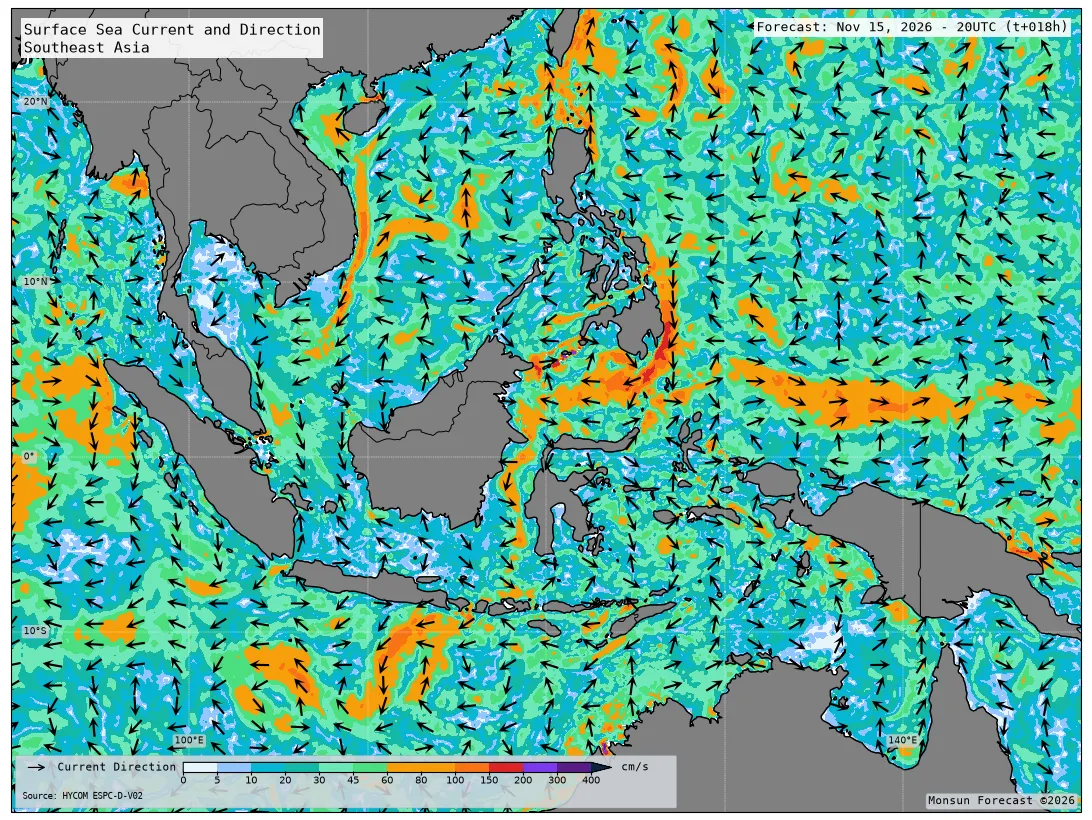 Surface Sea Current and Direction
Southeast Asia
Forecast: Nov 15, 2026 - 20UTC (t+018h)
20°N
10°N
0°
10°S
100°E
140°E
Current Direction
0 5 10 20 30 45 60 80 100 150 200 300 400 cm/s
Source: HYCOM ESPC-D-V02
Monsun Forecast ©2026